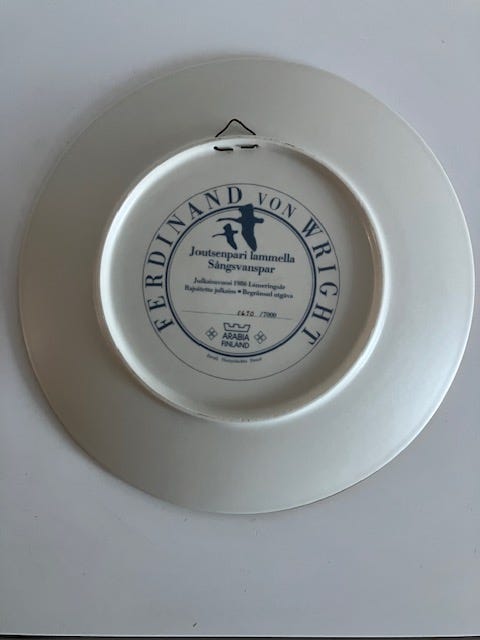 FERDINAND VON WRIGHT
Joutsenpari lammella
Sångsvanspar
Julkaisuvuosi 1986 Lanseringsår
Rajoitettu julkaisu • Begränsad utgåva
/7000
ARABIA
FINLAND